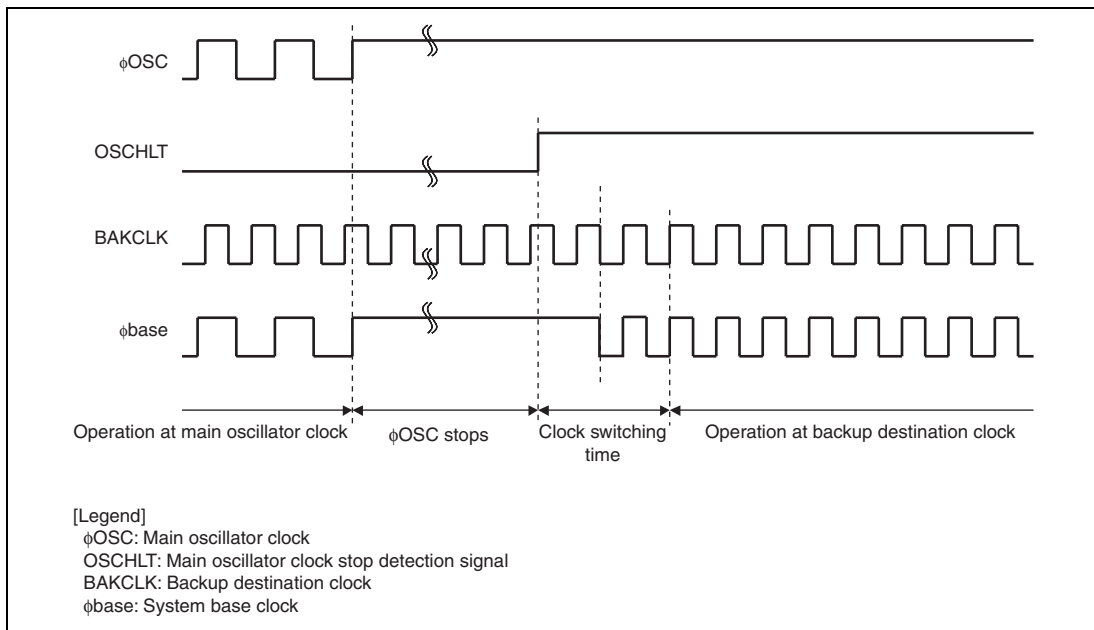 ϕOSC
OSCHLT
BAKCLK
ϕbase
Operation at main oscillator clock
ϕOSC stops
Clock switching
time
Operation at backup destination clock
[Legend]
ϕOSC: Main oscillator clock
OSCHLT: Main oscillator clock stop detection signal
BAKCLK: Backup destination clock
ϕbase: System base clock